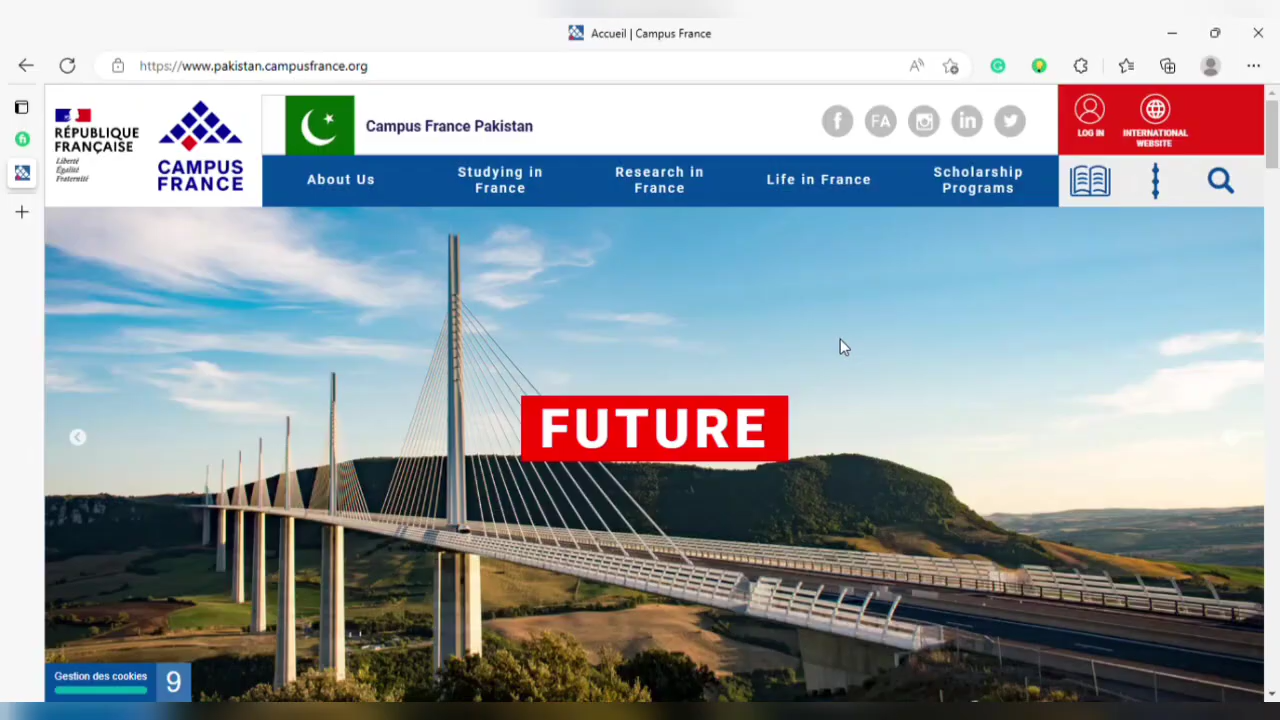 Accueil | Campus France
https://www.pakistan.campusfrance.org
RÉPUBLIQUE
FRANÇAISE
Liberté
Égalité
Fraternité
CAMPUS
FRANCE
Campus France Pakistan
FA
LOG IN
INTERNATIONAL
WEBSITE
About Us
Studying in
France
Research in
France
Life in France
Scholarship
Programs
FUTURE
Gestion des cookies
9